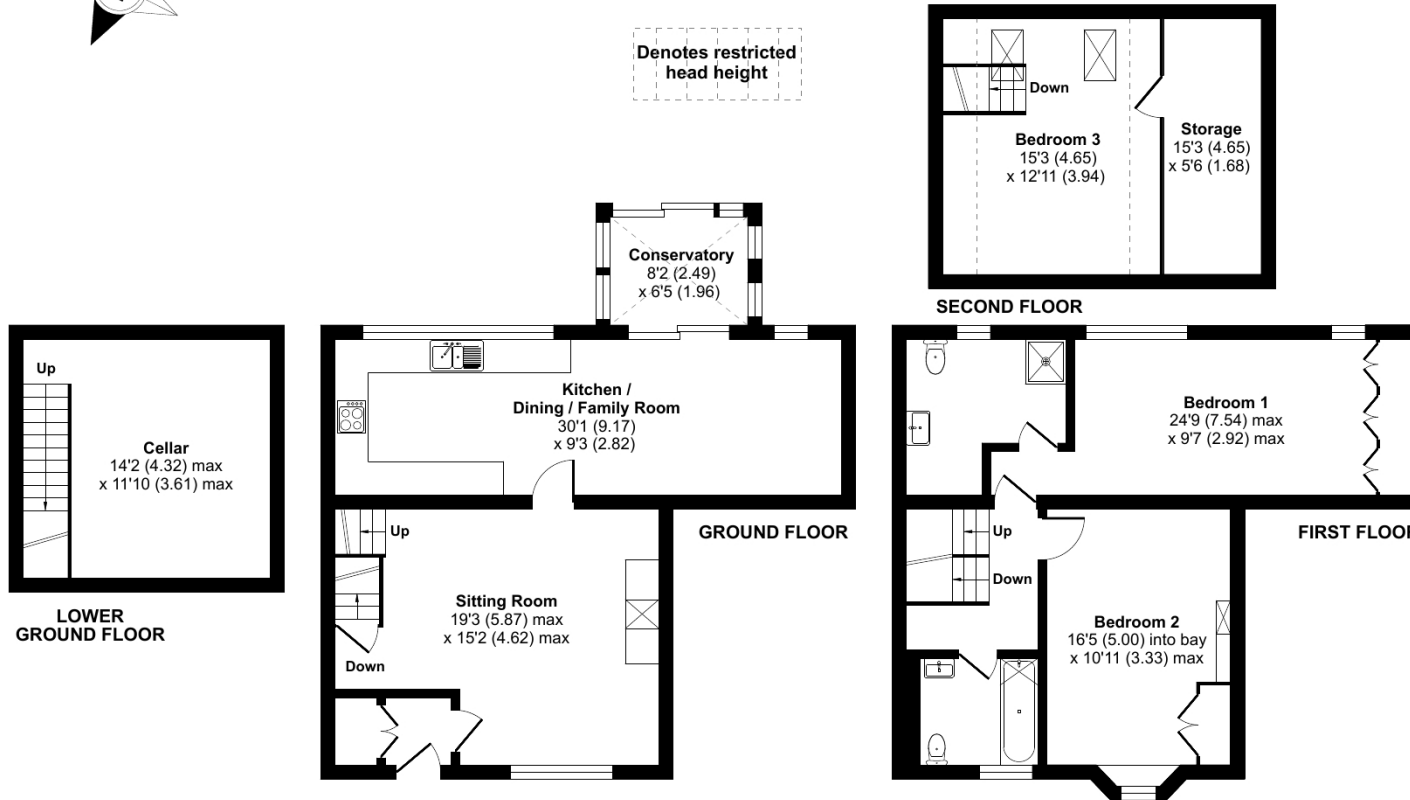 Denotes restricted
head height
Down
Bedroom 3
15'3 (4.65)
x 12'11 (3.94)
Storage
15'3 (4.65)
x 5'6 (1.68)
SECOND FLOOR
Conservatory
8'2 (2.49)
x 6'5 (1.96)
Up
Cellar
14'2 (4.32) max
x 11'10 (3.61) max
LOWER
GROUND FLOOR
Kitchen /
Dining / Family Room
30'1 (9.17)
x 9'3 (2.82)
Up
Sitting Room
19'3 (5.87) max
x 15'2 (4.62) max
Down
GROUND FLOOR
Bedroom 1
24'9 (7.54) max
x 9'7 (2.92) max
Up
Down
Bedroom 2
16'5 (5.00) into bay
x 10'11 (3.33) max
FIRST FLOOR